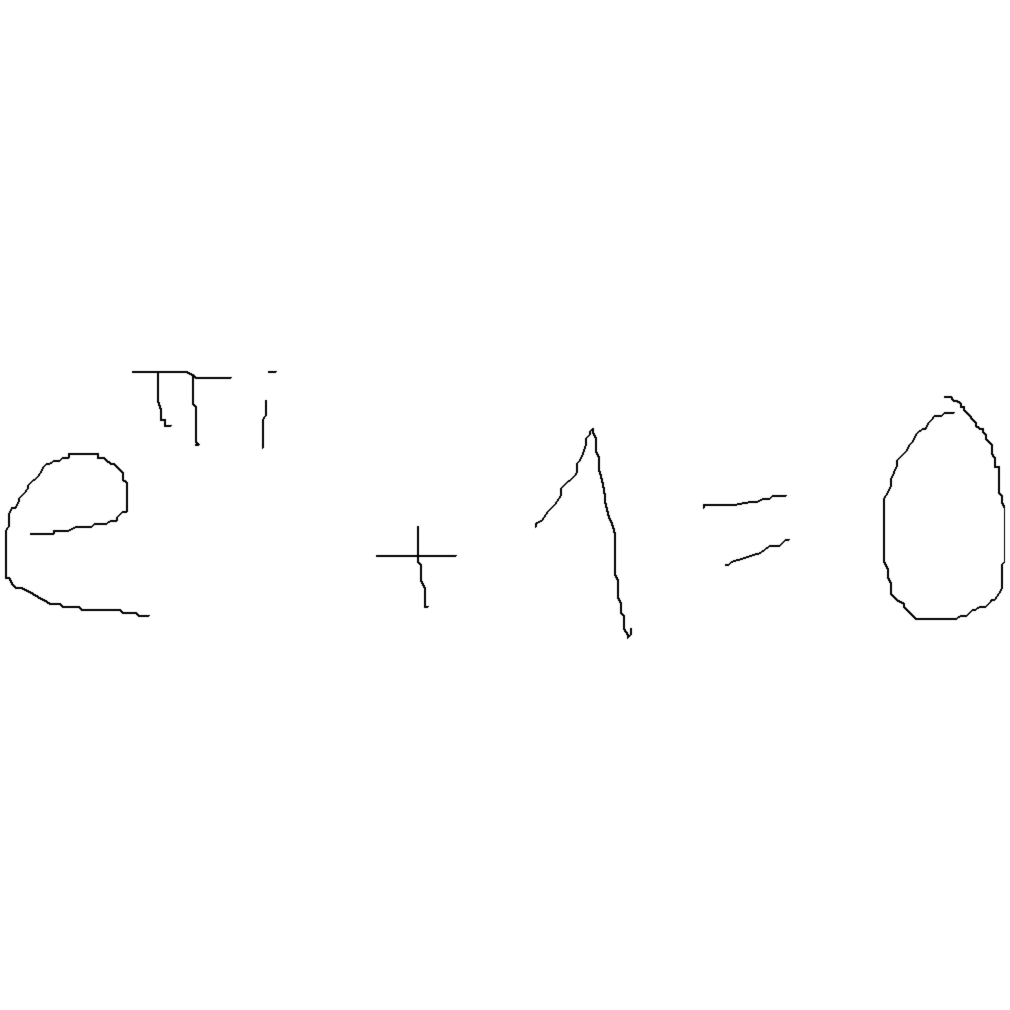 e^{πi} + 1 = 0